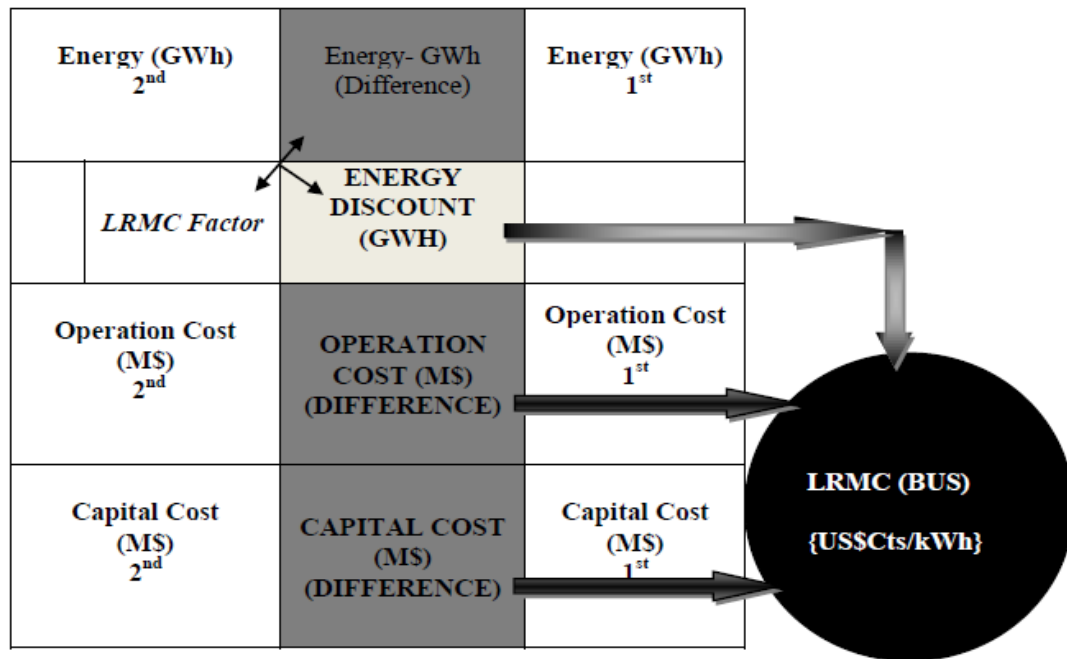 Energy (GWh)
2nd
Energy- GWh
(Difference)
Energy (GWh)
1st
LRMC Factor
ENERGY
DISCOUNT
(GWH)
Operation Cost
(M$)
2nd
OPERATION
COST (M$)
(DIFFERENCE)
Operation Cost
(M$)
1st
Capital Cost
(M$)
2nd
CAPITAL COST
(M$)
(DIFFERENCE)
Capital Cost
(M$)
1st
LRMC (BUS)
{US$Cts/kWh}